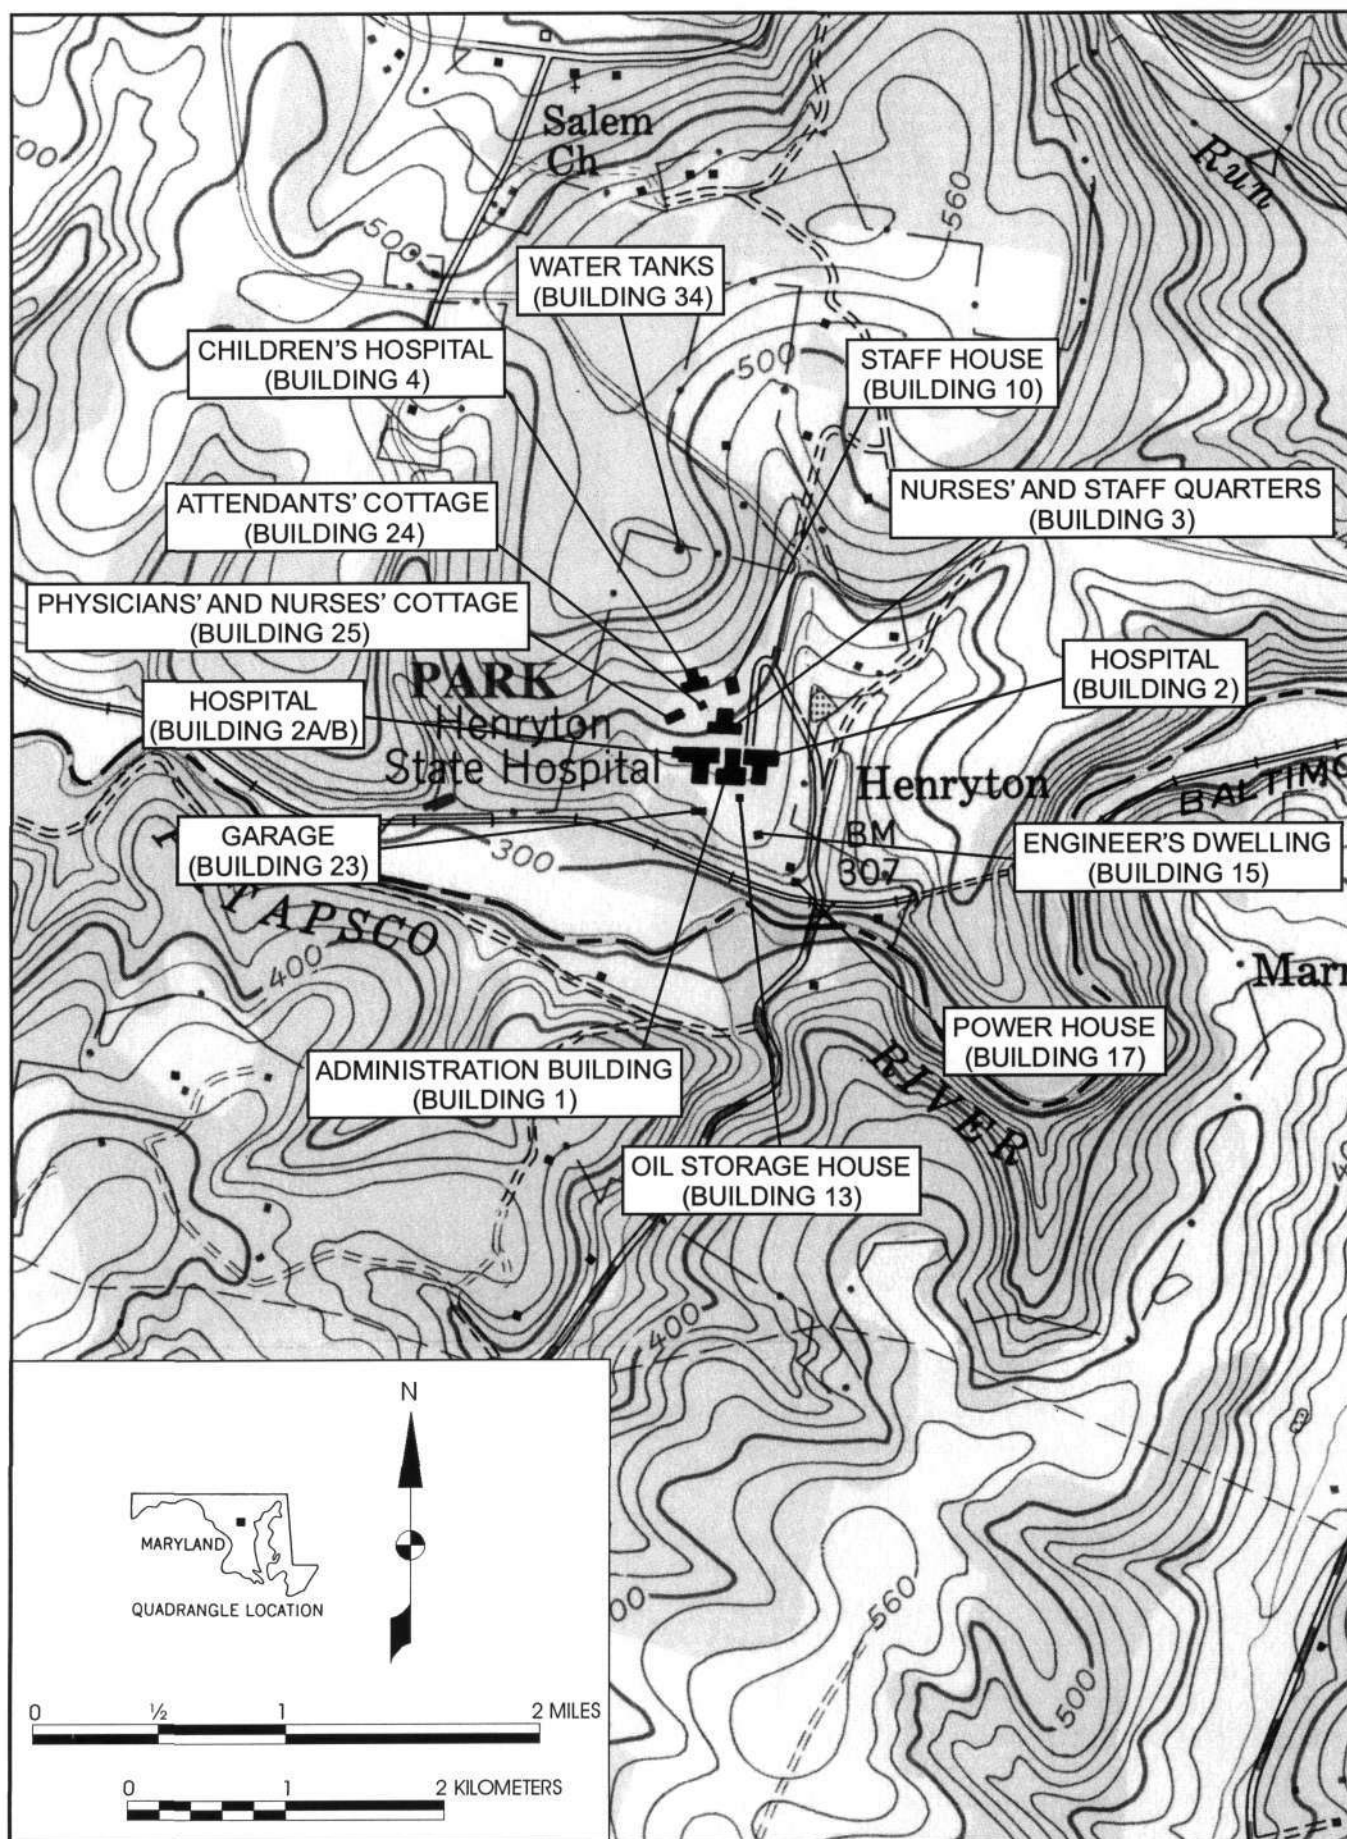 Salem
Ch
Run
00
500
560
WATER TANKS
(BUILDING 34)
CHILDREN'S HOSPITAL
(BUILDING 4)
500
STAFF HOUSE
(BUILDING 10)
ATTENDANTS' COTTAGE
(BUILDING 24)
NURSES' AND STAFF QUARTERS
(BUILDING 3)
PHYSICIANS' AND NURSES' COTTAGE
(BUILDING 25)
HOSPITAL
(BUILDING 2)
PARK
HOSPITAL
(BUILDING 2A/B)
Henryton
State Hospital
Henryton
BALTIMO
GARAGE
(BUILDING 23)
300
BM
307
ENGINEER'S DWELLING
(BUILDING 15)
TAPSCO
400
Marr
POWER HOUSE
(BUILDING 17)
RIVER
ADMINISTRATION BUILDING
(BUILDING 1)
OIL STORAGE HOUSE
(BUILDING 13)
40
400
N
MARYLAND
QUADRANGLE LOCATION
00
560
500
0 ½ 1 2 MILES
0 1 2 KILOMETERS